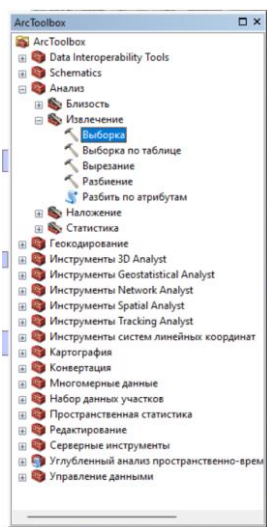 ArcToolbox
ArcToolbox
Data Interoperability Tools
Schematics
Анализ
Близость
Извлечение
Выборка
Выборка по таблице
Вырезание
Разбиение
Разбить по атрибутам
Наложение
Статистика
Геокодирование
Инструменты 3D Analyst
Инструменты Geostatistical Analyst
Инструменты Network Analyst
Инструменты Spatial Analyst
Инструменты Tracking Analyst
Инструменты систем линейных координат
Картография
Конвертация
Многомерные данные
Набор данных участков
Пространственная статистика
Редактирование
Серверные инструменты
Углубленный анализ пространственно-врем
Управление данными